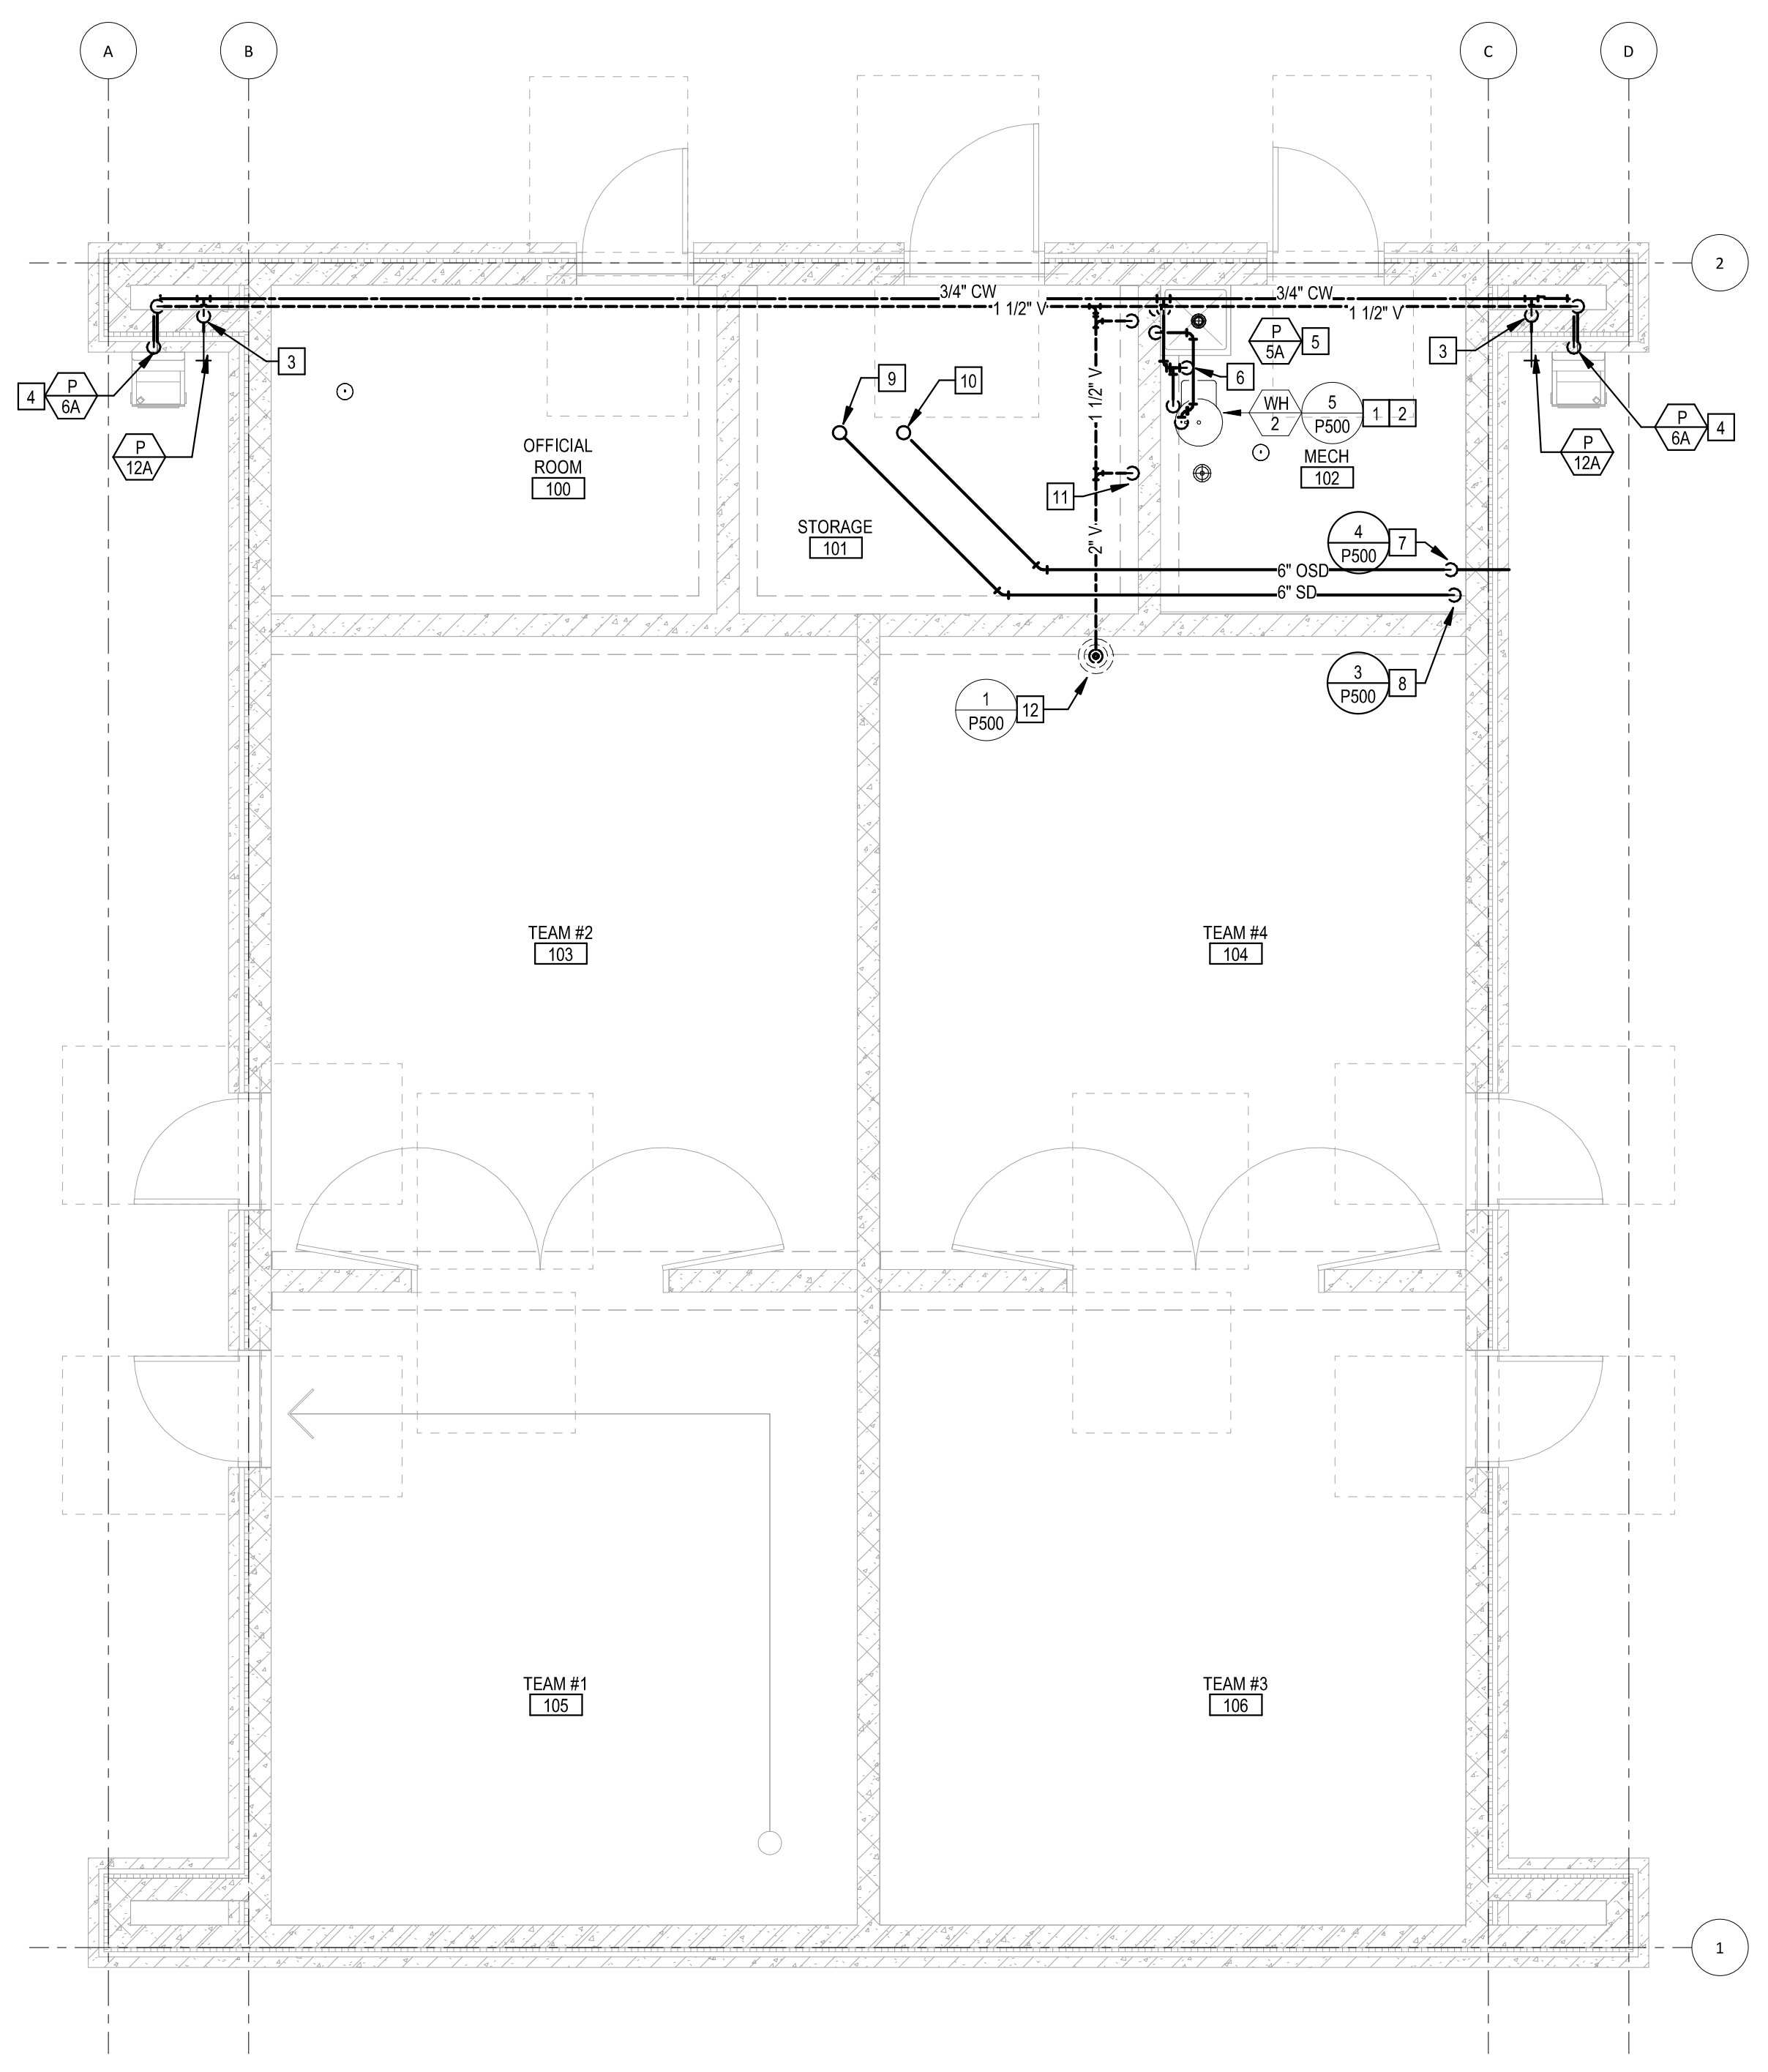 A
B
C
D
2
3/4" CW
3/4" CW
1 1/2" V
1 1/2" V
3
P
5A
5
3
4
P
6A
9
10
1 1/2" V
6
WH
2
5
P500
1
2
P
6A
4
P
12A
OFFICIAL
ROOM
100
11
MECH
102
P
12A
STORAGE
101
2" V
4
P500
7
6" OSD
6" SD
1
P500
12
3
P500
8
TEAM #2
103
TEAM #4
104
TEAM #1
105
TEAM #3
106
1